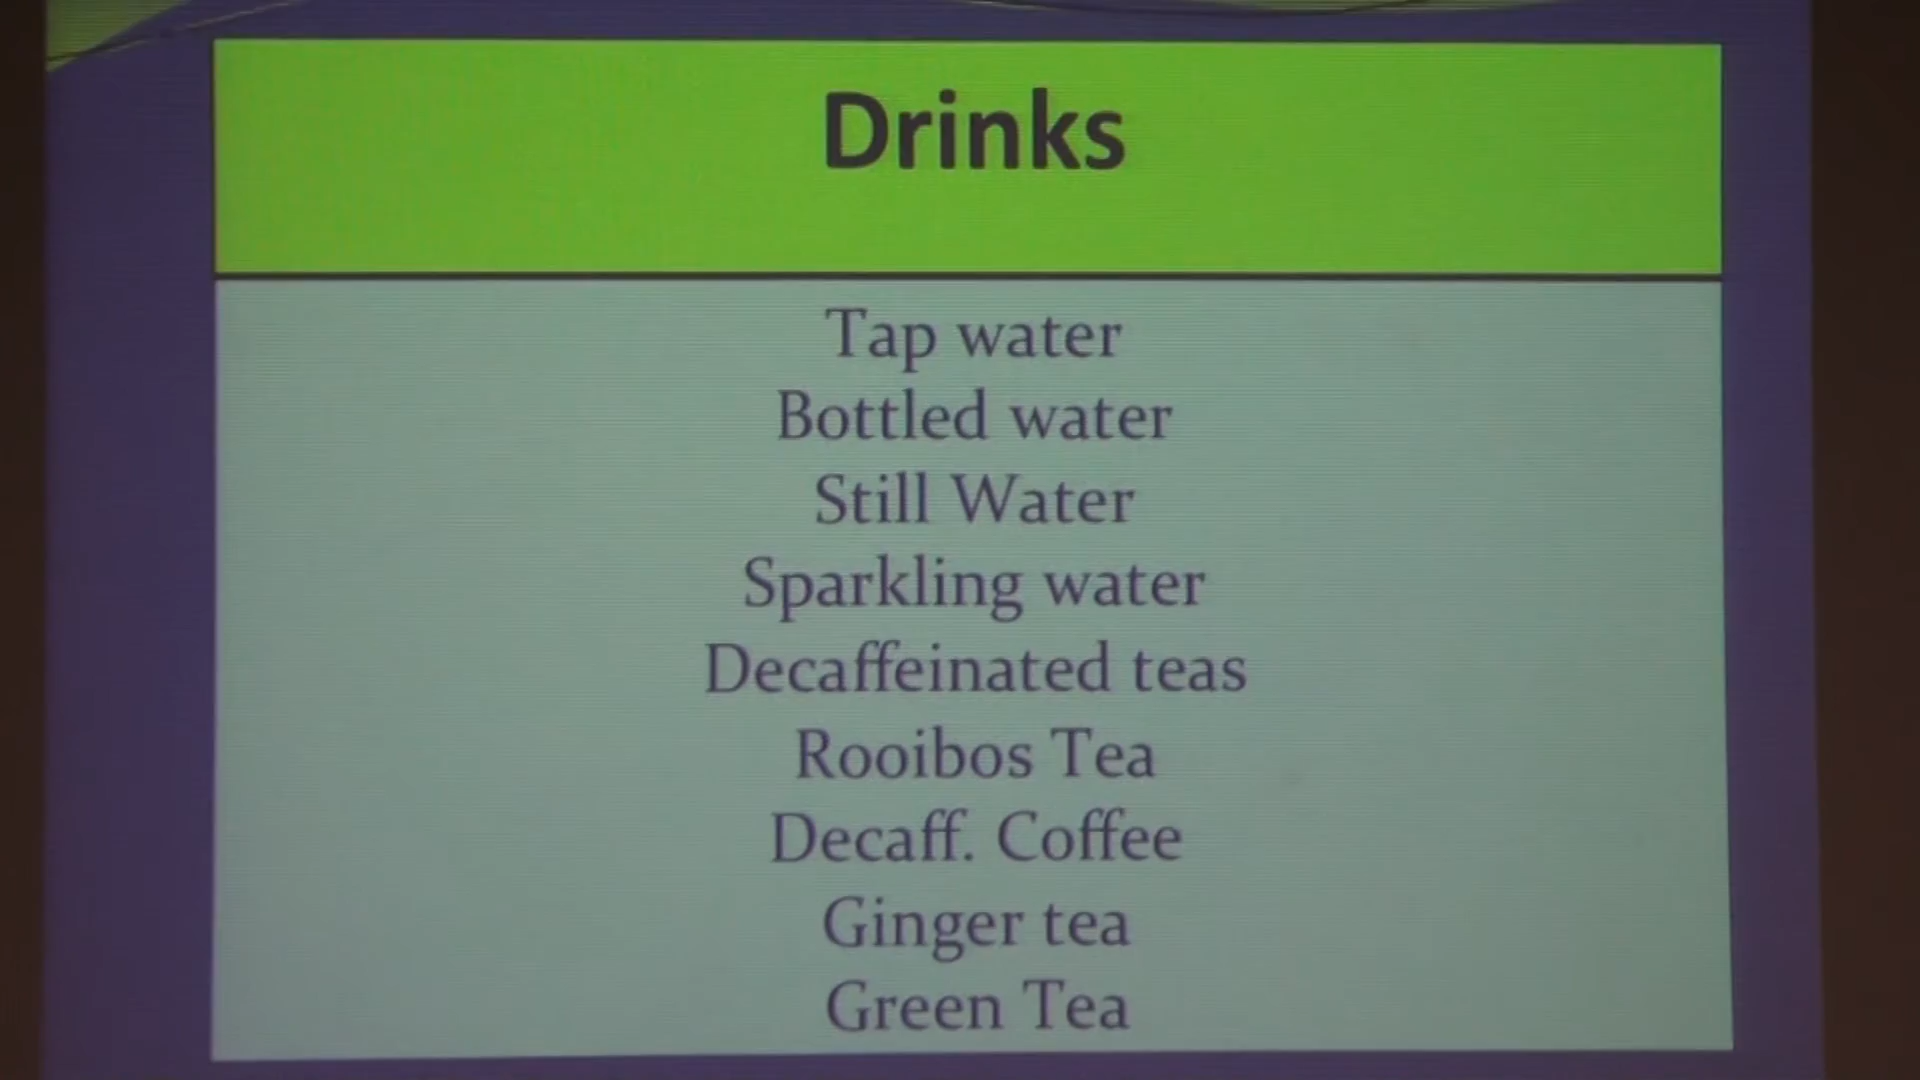 Drinks
Tap water
Bottled water
Still Water
Sparkling water
Decaffeinated teas
Rooibos Tea
Decaff. Coffee
Ginger tea
Green Tea